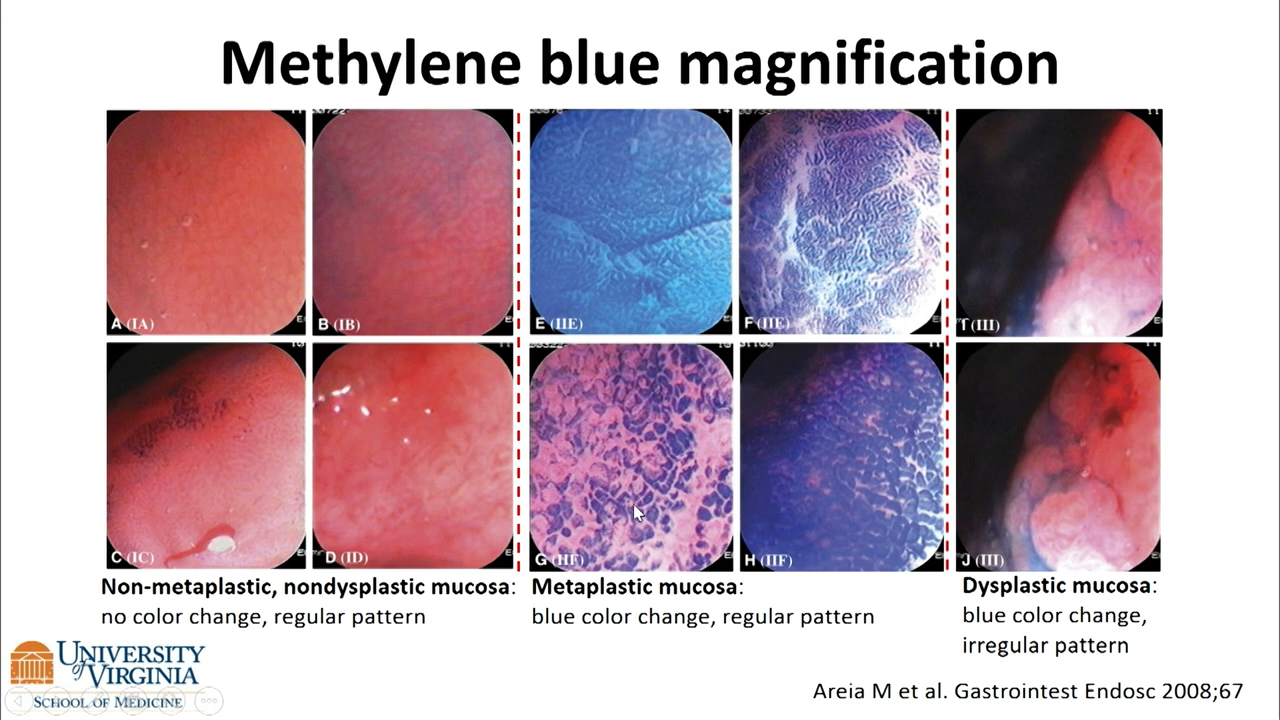 Methylene blue magnification
A (IA)
B (IB)
E (IIE)
F (IIE)
I (III)
C (IC)
D (ID)
G (IIF)
H (IIF)
J (III)
Non-metaplastic, nondysplastic mucosa:
no color change, regular pattern
Metaplastic mucosa:
blue color change, regular pattern
Dysplastic mucosa:
blue color change,
irregular pattern
UNIVERSITY
of VIRGINIA
SCHOOL OF MEDICINE
Areia M et al. Gastrointest Endosc 2008;67